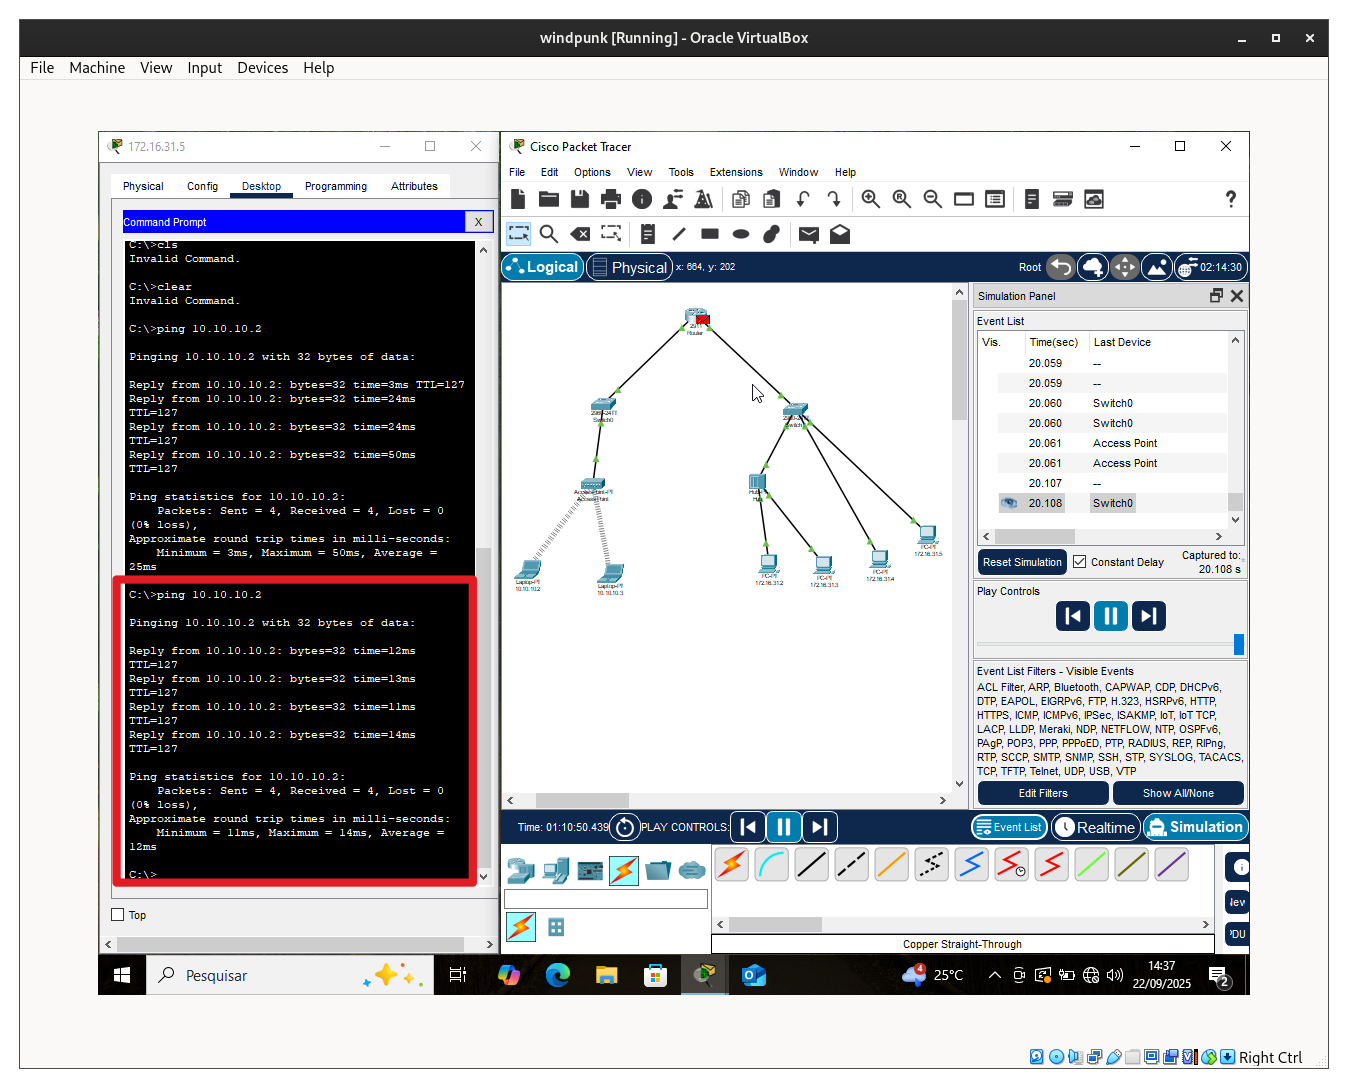 windpunk [Running] - Oracle VirtualBox
File Machine View Input Devices Help
172.16.31.5
Physical Config Desktop Programming Attributes
Command Prompt X
C:\>cls
Invalid Command.
C:\>clear
Invalid Command.
C:\>ping 10.10.10.2
Pinging 10.10.10.2 with 32 bytes of data:
Reply from 10.10.10.2: bytes=32 time=3ms TTL=127
Reply from 10.10.10.2: bytes=32 time=24ms
TTL=127
Reply from 10.10.10.2: bytes=32 time=24ms
TTL=127
Reply from 10.10.10.2: bytes=32 time=50ms
TTL=127
Ping statistics for 10.10.10.2:
Packets: Sent = 4, Received = 4, Lost = 0
(0% loss),
Approximate round trip times in milli-seconds:
Minimum = 3ms, Maximum = 50ms, Average =
25ms
C:\>ping 10.10.10.2
Pinging 10.10.10.2 with 32 bytes of data:
Reply from 10.10.10.2: bytes=32 time=12ms
TTL=127
Reply from 10.10.10.2: bytes=32 time=13ms
TTL=127
Reply from 10.10.10.2: bytes=32 time=11ms
TTL=127
Reply from 10.10.10.2: bytes=32 time=14ms
TTL=127
Ping statistics for 10.10.10.2:
Packets: Sent = 4, Received = 4, Lost = 0
(0% loss),
Approximate round trip times in milli-seconds:
Minimum = 11ms, Maximum = 14ms, Average =
12ms
C:\>
Top
Cisco Packet Tracer
File Edit Options View Tools Extensions Window Help
Logical Physical x: 664, y: 202 Root 02:14:30
2911
Router
2960-24TT
Switch0
AccessPoint-PT
Access Point
Laptop-PT
10.10.10.2
Laptop-PT
10.10.10.3
PC-PT
172.16.31.2
PC-PT
172.16.31.3
PC-PT
172.16.31.4
PC-PT
172.16.31.5
Simulation Panel
Event List
Vis. Time(sec) Last Device
20.059 --
20.059 --
20.060 Switch0
20.060 Switch0
20.061 Access Point
20.061 Access Point
20.107 --
20.108 Switch0
Reset Simulation Constant Delay Captured to:
20.108 s
Play Controls
Event List Filters - Visible Events
ACL Filter, ARP, Bluetooth, CAPWAP, CDP, DHCPv6,
DTP, EAPOL, EIGRPv6, FTP, H.323, HSRPv6, HTTP,
HTTPS, ICMP, ICMPv6, IPSec, ISAKMP, IoT, IoT TCP,
LACP, LLDP, Meraki, NDP, NETFLOW, NTP, OSPFv6,
PAgP, POP3, PPP, PPPoED, PTP, RADIUS, REP, RIPng,
RTP, SCCP, SMTP, SNMP, SSH, STP, SYSLOG, TACACS,
TCP, TFTP, Telnet, UDP, USB, VTP
Edit Filters Show All/None
Time: 01:10:50.439 PLAY CONTROLS: Event List Realtime Simulation
Copper Straight-Through
Pesquisar 4 25°C 14:37
22/09/2025 2
Right Ctrl